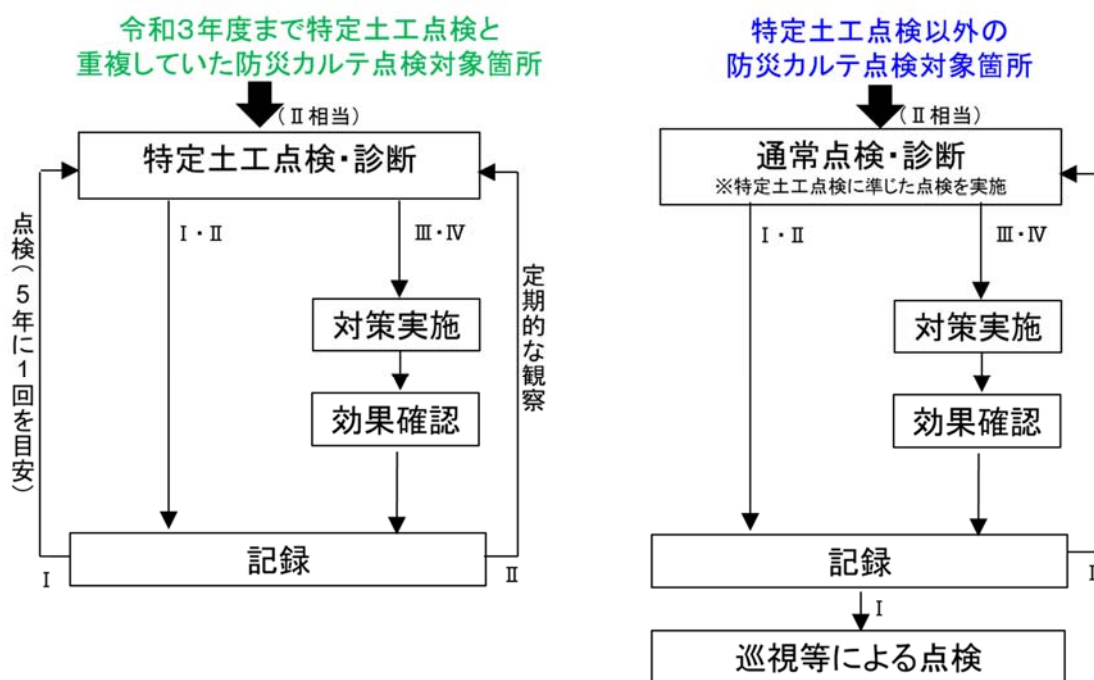 令和３年度まで特定土工点検と
重複していた防災カルテ点検対象箇所
（Ⅱ相当）
特定土工点検・診断
Ⅰ・Ⅱ
Ⅲ・Ⅳ
点検（５年に１回を目安）
定期的な観察
対策実施
効果確認
記録
Ⅰ
Ⅱ
特定土工点検以外の
防災カルテ点検対象箇所
（Ⅱ相当）
通常点検・診断
※特定土工点検に準じた点検を実施
Ⅰ・Ⅱ
Ⅲ・Ⅳ
対策実施
効果確認
記録
Ⅰ
巡視等による点検